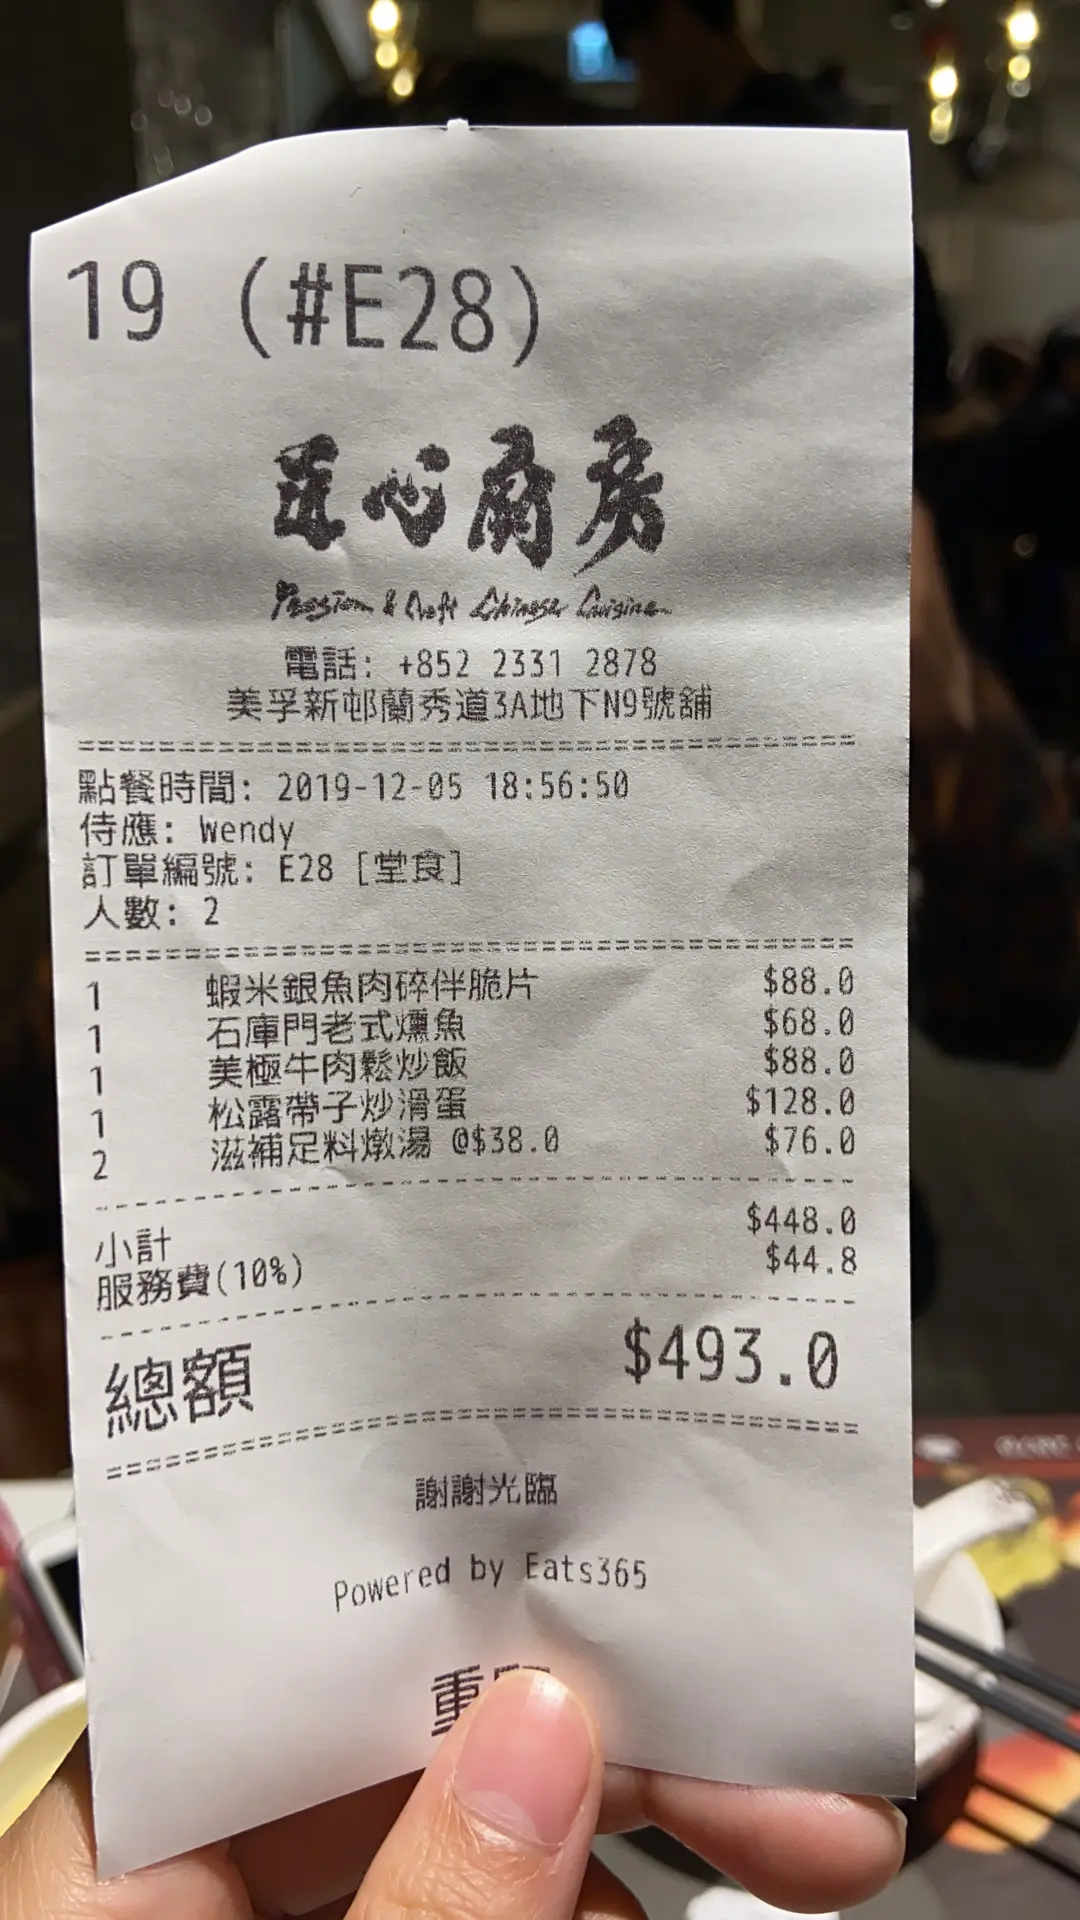 19 (#E28)
匠心廚房
Passion & Craft Chinese Cuisine
電話: +852 2331 2878
美孚新邨蘭秀道3A地下N9號舖
點餐時間: 2019-12-05 18:56:50
侍應: Wendy
訂單編號: E28 [堂食]
人數: 2
1 蝦米銀魚肉碎伴脆片 $88.0
1 石庫門老式燻魚 $68.0
1 美極牛肉鬆炒飯 $88.0
1 松露帶子炒滑蛋 $128.0
2 滋補足料燉湯 @$38.0 $76.0
小計 $448.0
服務費(10%) $44.8
總額 $493.0
謝謝光臨
Powered by Eats365
重